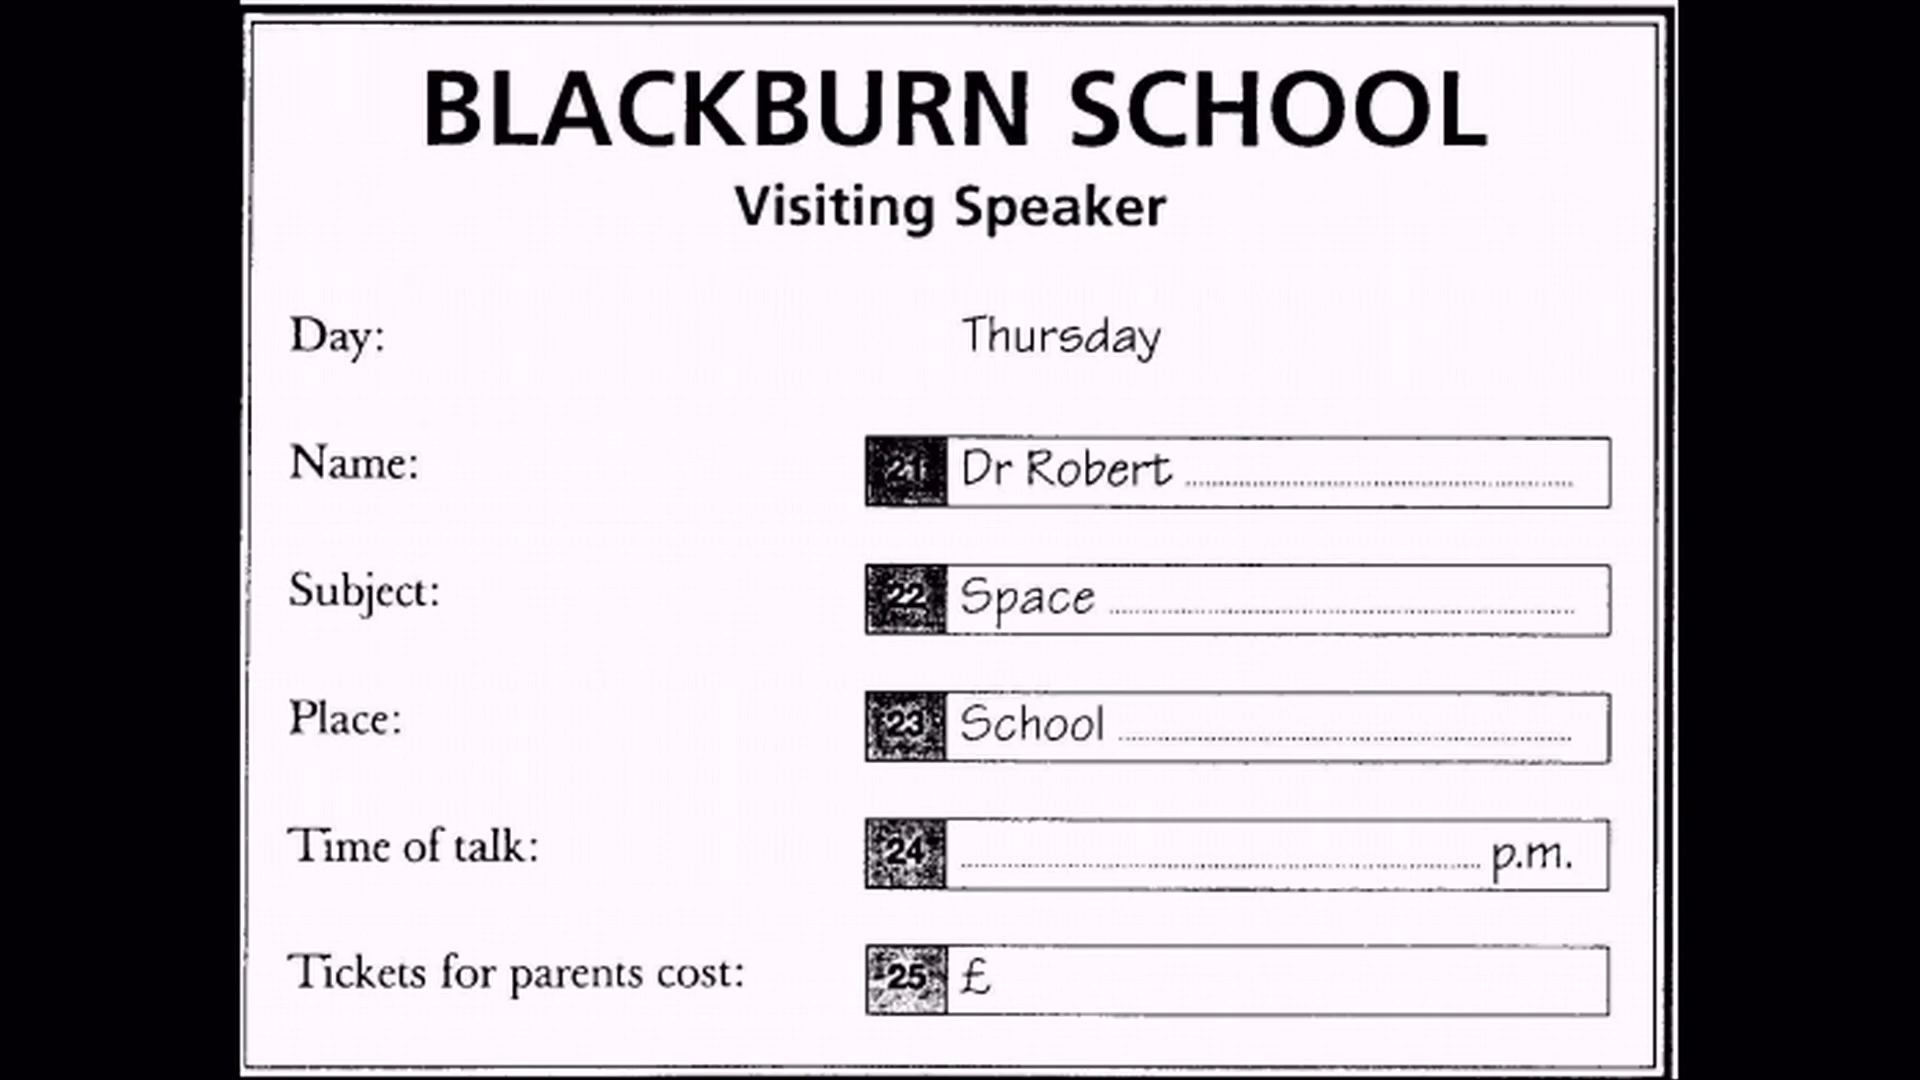 BLACKBURN SCHOOL
Visiting Speaker
Day: Thursday
Name: 21 Dr Robert ..............................
Subject: 22 Space ..............................
Place: 23 School ..............................
Time of talk: 24 .............................. p.m.
Tickets for parents cost: 25 £